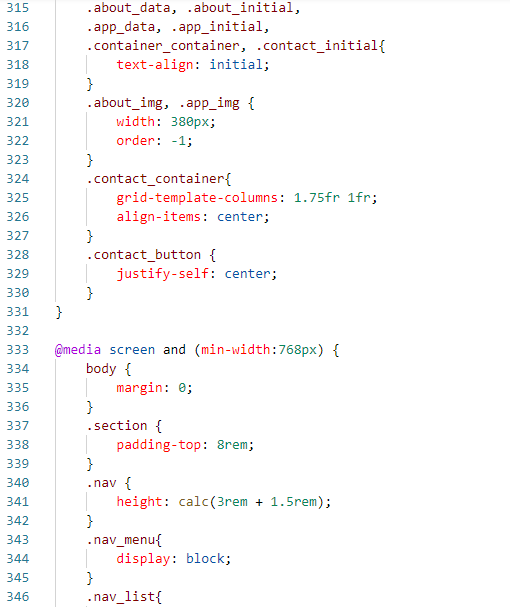 315 .about_data, .about_initial,
316 .app_data, .app_initial,
317 .container_container, .contact_initial{
318 text-align: initial;
319 }
320 .about_img, .app_img {
321 width: 380px;
322 order: -1;
323 }
324 .contact_container{
325 grid-template-columns: 1.75fr 1fr;
326 align-items: center;
327 }
328 .contact_button {
329 justify-self: center;
330 }
331 }
332
333 @media screen and (min-width:768px) {
334 body {
335 margin: 0;
336 }
337 .section {
338 padding-top: 8rem;
339 }
340 .nav {
341 height: calc(3rem + 1.5rem);
342 }
343 .nav_menu{
344 display: block;
345 }
346 .nav_list{